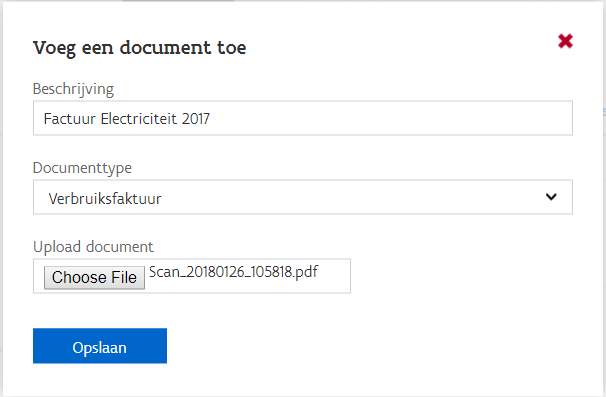 Voeg een document toe
Beschrijving
Factuur Electriciteit 2017
Documenttype
Verbruiksfaktuur
Upload document
Choose File Scan_20180126_105818.pdf
Opslaan